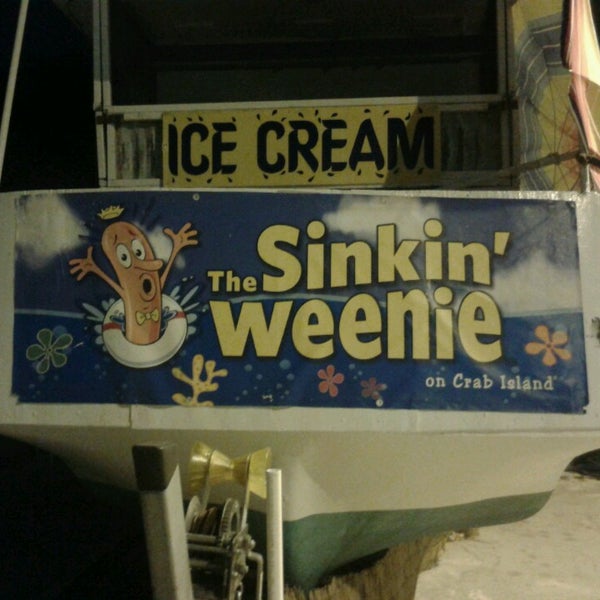 ICE CREAM
The Sinkin'
weenie
on Crab Island